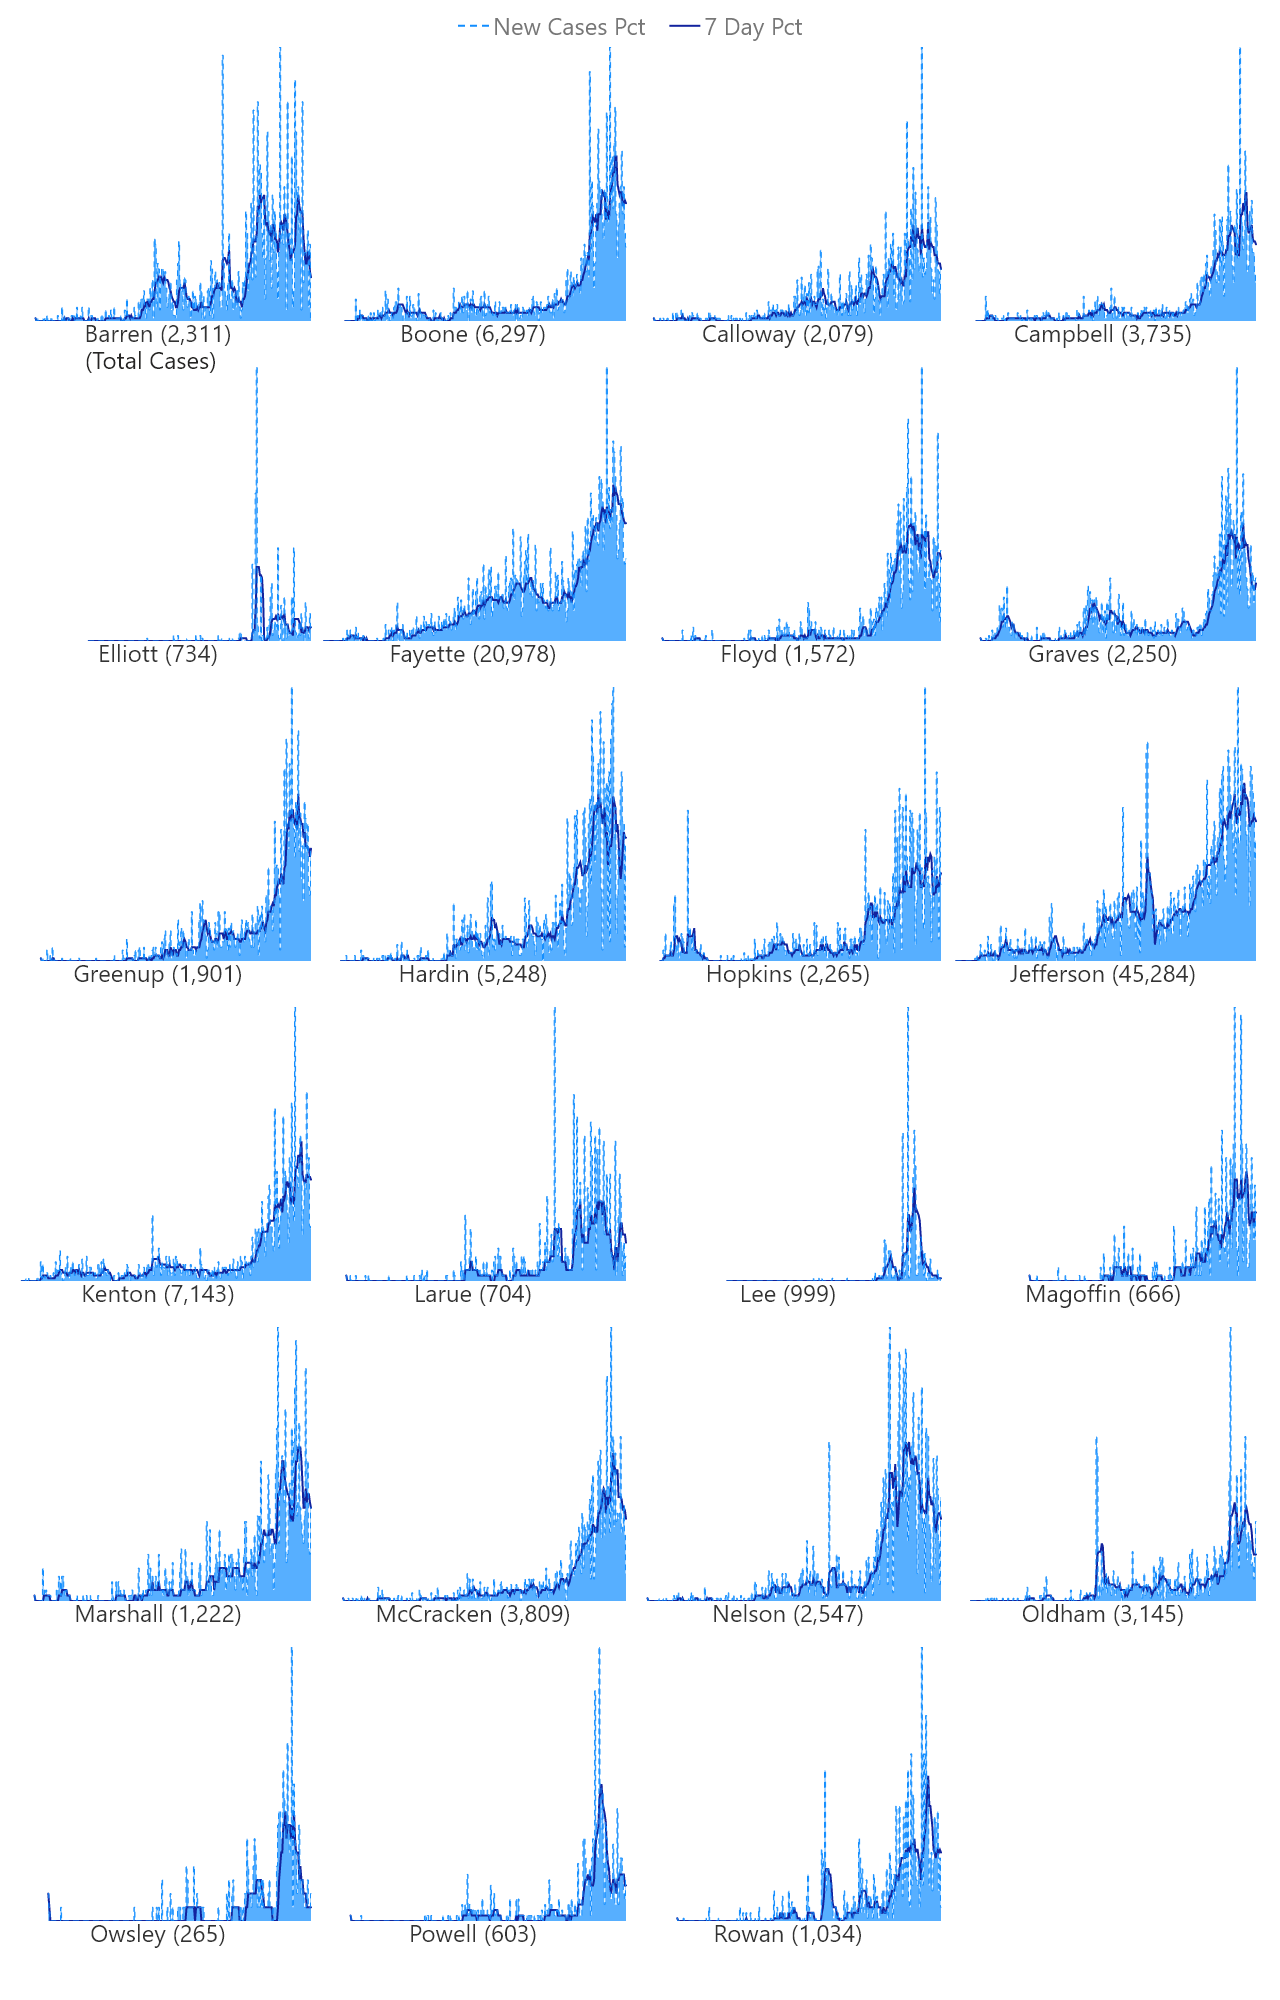 New Cases Pct 7 Day Pct
Barren (2,311) Boone (6,297) Calloway (2,079) Campbell (3,735)
(Total Cases)
Elliott (734) Fayette (20,978) Floyd (1,572) Graves (2,250)
Greenup (1,901) Hardin (5,248) Hopkins (2,265) Jefferson (45,284)
Kenton (7,143) Larue (704) Lee (999) Magoffin (666)
Marshall (1,222) McCracken (3,809) Nelson (2,547) Oldham (3,145)
Owsley (265) Powell (603) Rowan (1,034)